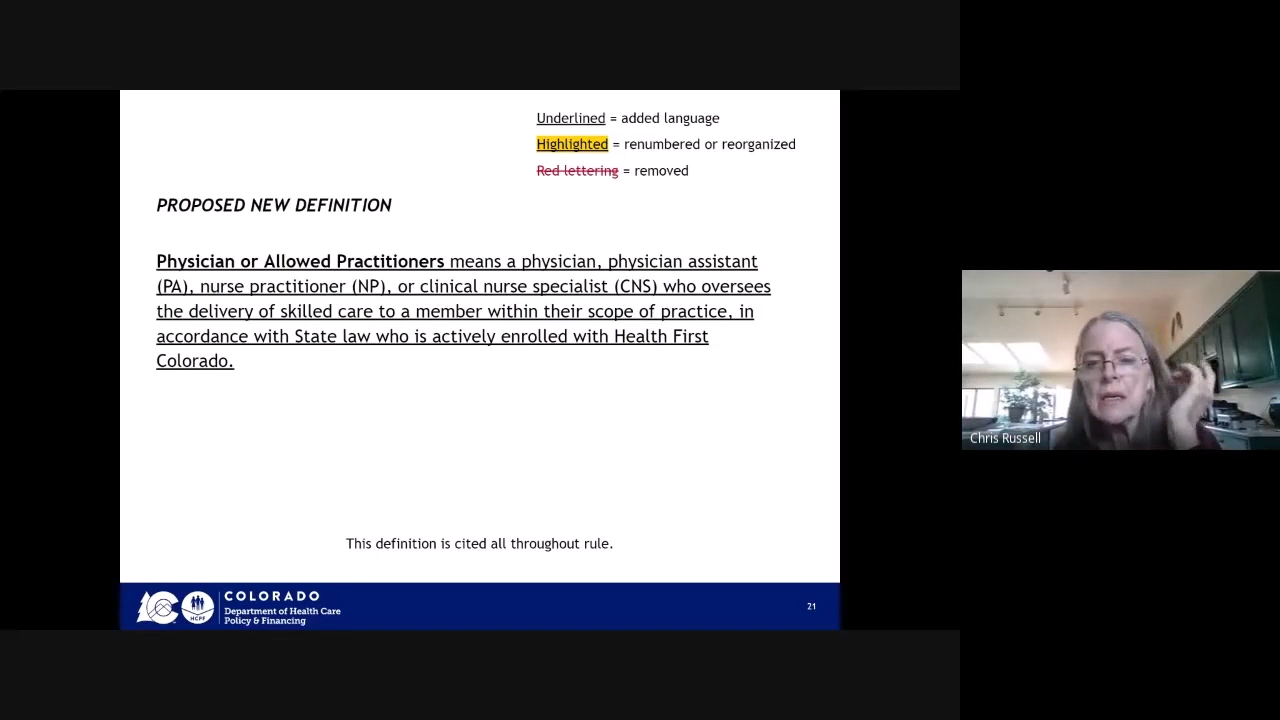 Underlined = added language
Highlighted = renumbered or reorganized
Red lettering = removed
PROPOSED NEW DEFINITION
Physician or Allowed Practitioners means a physician, physician assistant
(PA), nurse practitioner (NP), or clinical nurse specialist (CNS) who oversees
the delivery of skilled care to a member within their scope of practice, in
accordance with State law who is actively enrolled with Health First
Colorado.
Chris Russell
This definition is cited all throughout rule.
COLORADO
Department of Health Care
Policy & Financing
HCPF
21